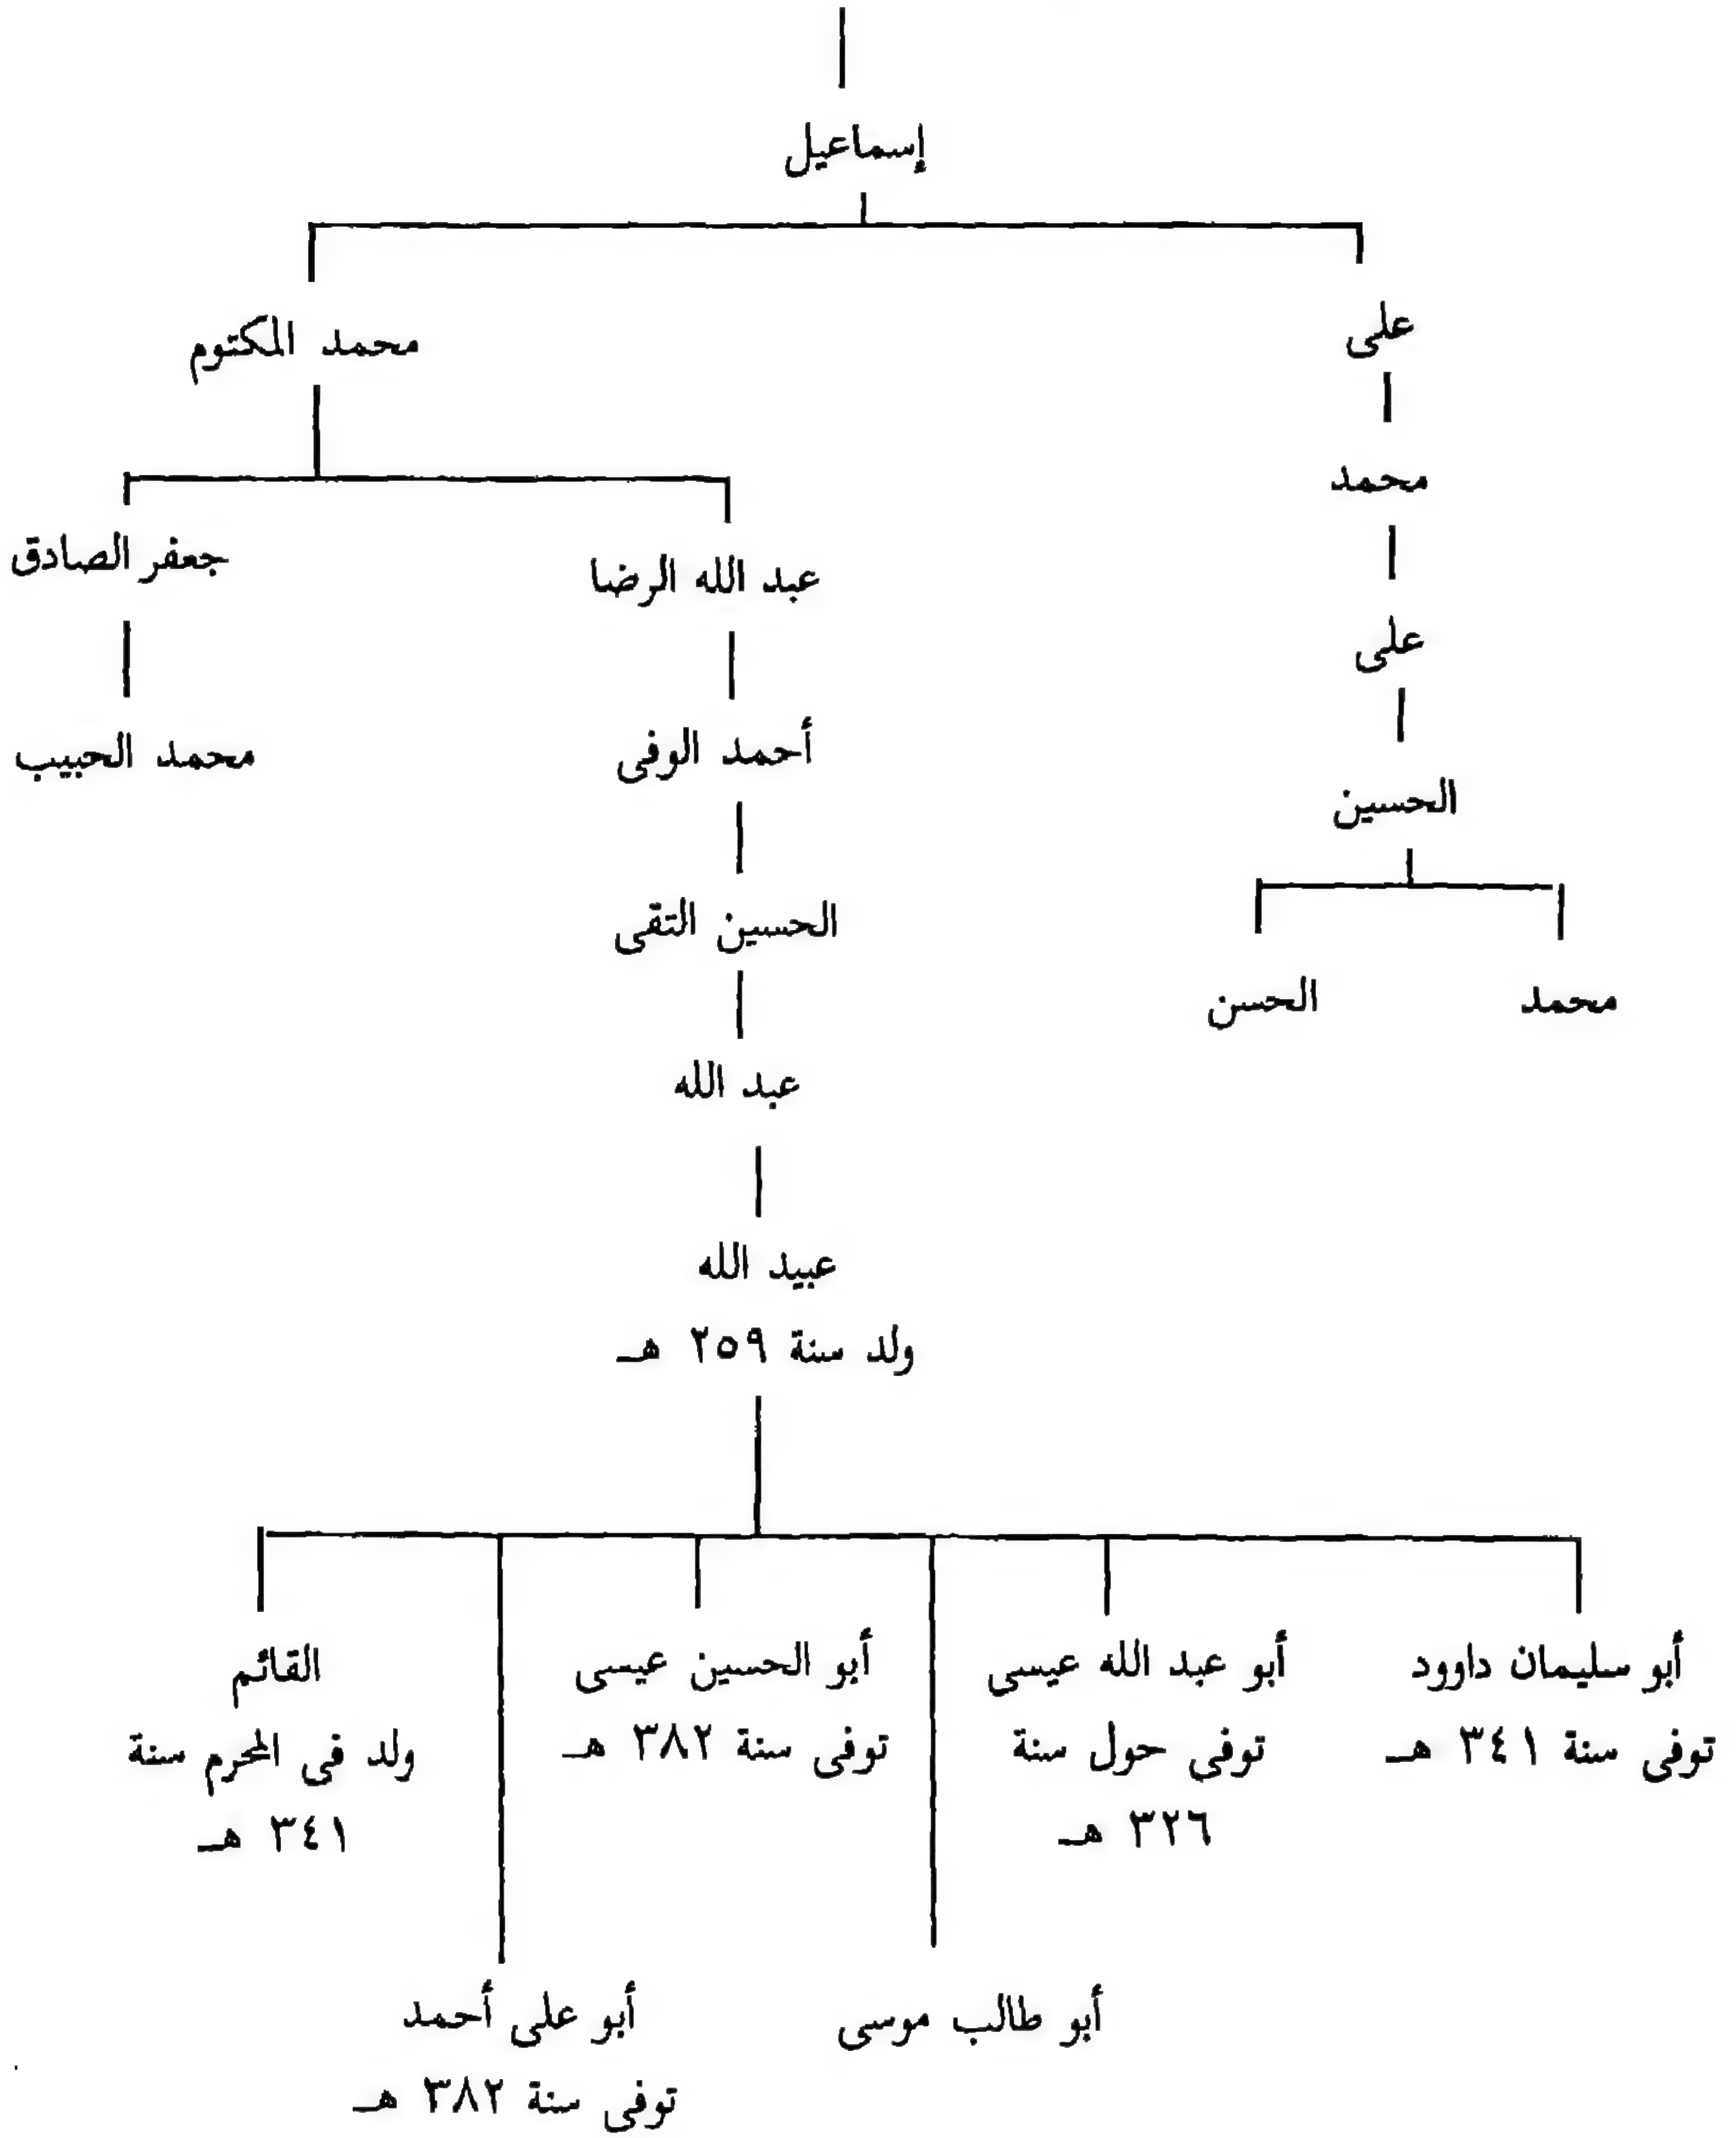 إسماعيل
على
محمد المكتوم
محمد
جعفر الصادق
عبد الله الرضا
على
أحمد الوفى
محمد الحبيب
الحسين
الحسين التقى
محمد
الحسن
عبد الله
عبيد الله
ولد سنة ٢٥٩ هـ
أبو سليمان داوود
توفى سنة ٣٤١ هـ
أبو عبد الله عيسى
توفى حول سنة
٣٢٦ هـ
أبو الحسين عيسى
توفى سنة ٣٨٢ هـ
القائم
ولد فى المحرم سنة
٣٤١ هـ
أبو طالب موسى
أبو على أحمد
توفى سنة ٣٨٢ هـ